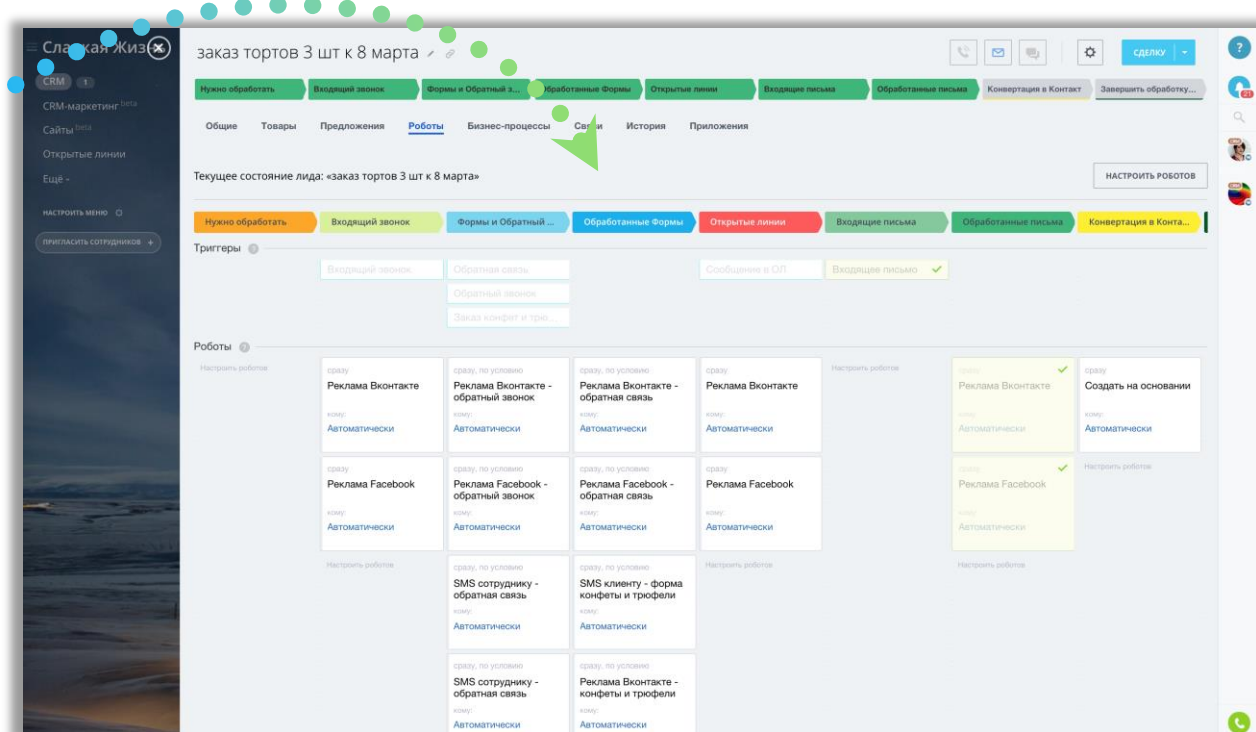 Сладкая Жизнь
заказ тортов 3 шт к 8 марта
СДЕЛКУ
?
CRM 1
CRM-маркетинг beta
Сайты beta
Открытые линии
Ещё -
НАСТРОИТЬ МЕНЮ
ПРИГЛАСИТЬ СОТРУДНИКОВ +
23
Нужно обработать
Входящий звонок
Формы и Обратный з...
Обработанные Формы
Открытые линии
Входящие письма
Обработанные письма
Конвертация в Контакт
Завершить обработку...
Общие Товары Предложения Роботы Бизнес-процессы Связи История Приложения
Текущее состояние лида: «заказ тортов 3 шт к 8 марта»
НАСТРОИТЬ РОБОТОВ
Нужно обработать
Входящий звонок
Формы и Обратный ...
Обработанные Формы
Открытые линии
Входящие письма
Обработанные письма
Конвертация в Конта...
Триггеры ?
Входящий звонок
Обратная связь
Сообщение в ОЛ
Входящие письмо
Обратный звонок
Заказ конфет и трю...
Роботы ?
Настроить роботов
сразу
Реклама Вконтакте
кому:
Автоматически
сразу, по условию
Реклама Вконтакте -
обратный звонок
кому:
Автоматически
сразу, по условию
Реклама Вконтакте -
обратная связь
кому:
Автоматически
сразу
Реклама Вконтакте
кому:
Автоматически
Настроить роботов
сразу
Реклама Вконтакте
кому:
Автоматически
сразу
Создать на основании
кому:
Автоматически
сразу
Реклама Facebook
кому:
Автоматически
сразу, по условию
Реклама Facebook -
обратный звонок
кому:
Автоматически
сразу, по условию
Реклама Facebook -
обратная связь
кому:
Автоматически
сразу
Реклама Facebook
кому:
Автоматически
сразу
Реклама Facebook
кому:
Автоматически
Настроить роботов
Настроить роботов
сразу, по условию
SMS сотруднику -
обратная связь
кому:
Автоматически
сразу, по условию
SMS клиенту - форма
конфеты и трюфели
кому:
Автоматически
Настроить роботов
Настроить роботов
сразу, по условию
SMS сотруднику -
обратная связь
кому:
Автоматически
сразу, по условию
Реклама Вконтакте -
конфеты и трюфели
кому:
Автоматически